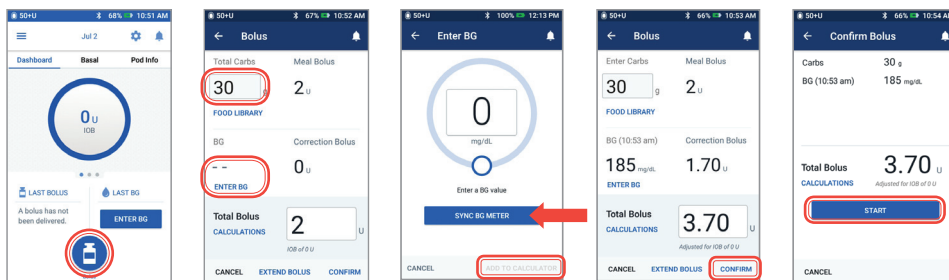 50+U 68% 10:51 AM
Jul 2
Dashboard Basal Pod Info
0 U
IOB
LAST BOLUS LAST BG
A bolus has not
been delivered.
ENTER BG
50+U 67% 10:52 AM
Bolus
Total Carbs Meal Bolus
30 g 2 U
FOOD LIBRARY
BG Correction Bolus
-- 0 U
ENTER BG
Total Bolus
CALCULATIONS
2 U
IOB of 0 U
CANCEL EXTEND BOLUS CONFIRM
50+U 100% 12:13 PM
Enter BG
0
mg/dL
Enter a BG value
SYNC BG METER
CANCEL ADD TO CALCULATOR
50+U 66% 10:53 AM
Bolus
Enter Carbs Meal Bolus
30 g 2 U
FOOD LIBRARY
BG (10:53 am) Correction Bolus
185 mg/dL 1.70 U
ENTER BG
Total Bolus
CALCULATIONS
3.70 U
Adjusted for IOB of 0 U
CANCEL EXTEND BOLUS CONFIRM
50+U 66% 10:54 AM
Confirm Bolus
Carbs 30 g
BG (10:53 am) 185 mg/dL
Total Bolus 3.70 U
CALCULATIONS Adjusted for IOB of 0 U
START
CANCEL